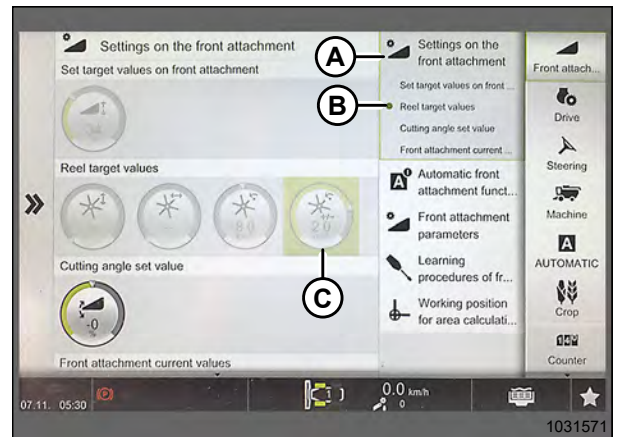 Settings on the front attachment
Set target values on front attachment
34
Reel target values
80
+/-
20
Cutting angle set value
-0
%
Front attachment current values
A
B
C
Settings on the
front attachment
Set target values on front ...
Reel target values
Cutting angle set value
Front attachment current ...
A
Automatic front
attachment funct...
Front attachment
parameters
Learning
procedures of fr...
Working position
for area calculati...
Front attach...
Drive
Steering
Machine
A
AUTOMATIC
Crop
Counter
07.11. 05:30
(P)
1
0.0 km/h
0
1031571